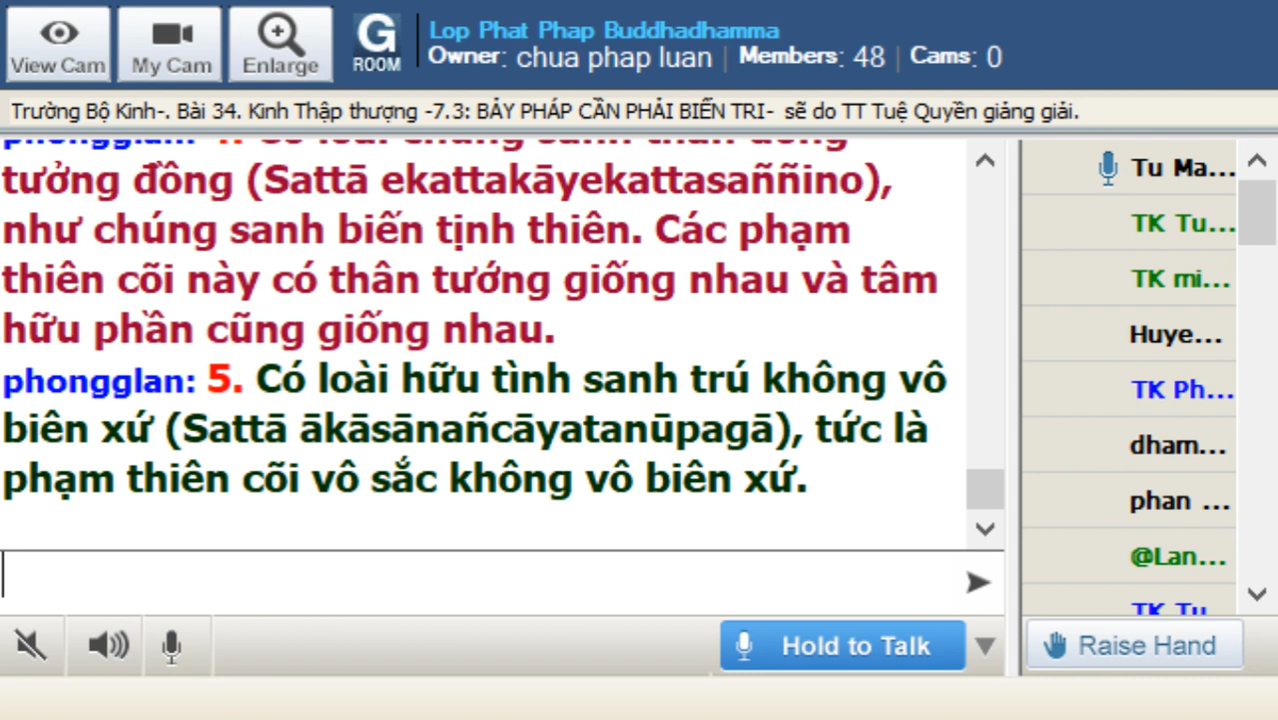 View Cam
My Cam
Enlarge
G
ROOM
Lop Phat Phap Buddhadhamma
Owner: chua phap luan | Members: 48 | Cams: 0
Trường Bộ Kinh-. Bài 34. Kinh Thập thượng -7.3: BẢY PHÁP CẦN PHẢI BIẾN TRI- sẽ do TT Tuệ Quyền giảng giải.
tưởng đồng (Sattā ekattakāyekattasaññino),
như chúng sanh biến tịnh thiên. Các phạm
thiên cõi này có thân tướng giống nhau và tâm
hữu phần cũng giống nhau.
phongglan: 5. Có loài hữu tình sanh trú không vô
biên xứ (Sattā ākāsānañcāyatanūpagā), tức là
phạm thiên cõi vô sắc không vô biên xứ.
Tu Ma...
TK Tu...
TK mi...
Huye...
TK Ph...
dham...
phan ...
@Lan...
TK Tu
Hold to Talk
Raise Hand